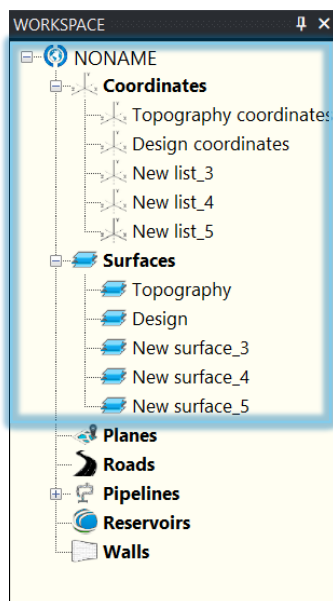 WORKSPACE
NONAME
Coordinates
Topography coordinates
Design coordinates
New list_3
New list_4
New list_5
Surfaces
Topography
Design
New surface_3
New surface_4
New surface_5
Planes
Roads
Pipelines
Reservoirs
Walls